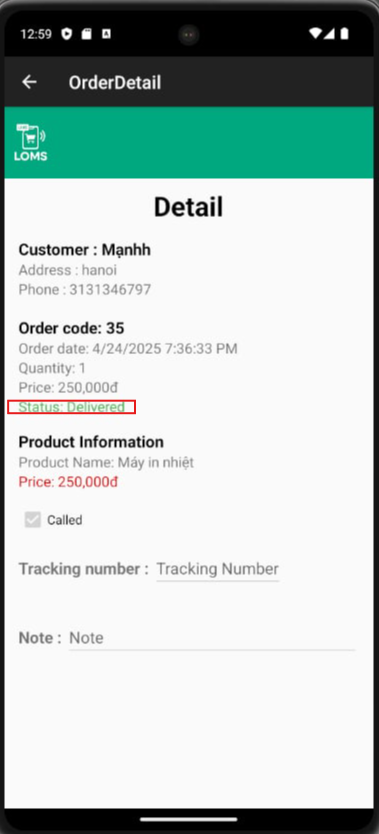 12:59
OrderDetail
LOMS
Detail
Customer : Mạnhh
Address : hanoi
Phone : 3131346797
Order code: 35
Order date: 4/24/2025 7:36:33 PM
Quantity: 1
Price: 250,000đ
Status: Delivered
Product Information
Product Name: Máy in nhiệt
Price: 250,000đ
Called
Tracking number : Tracking Number
Note : Note